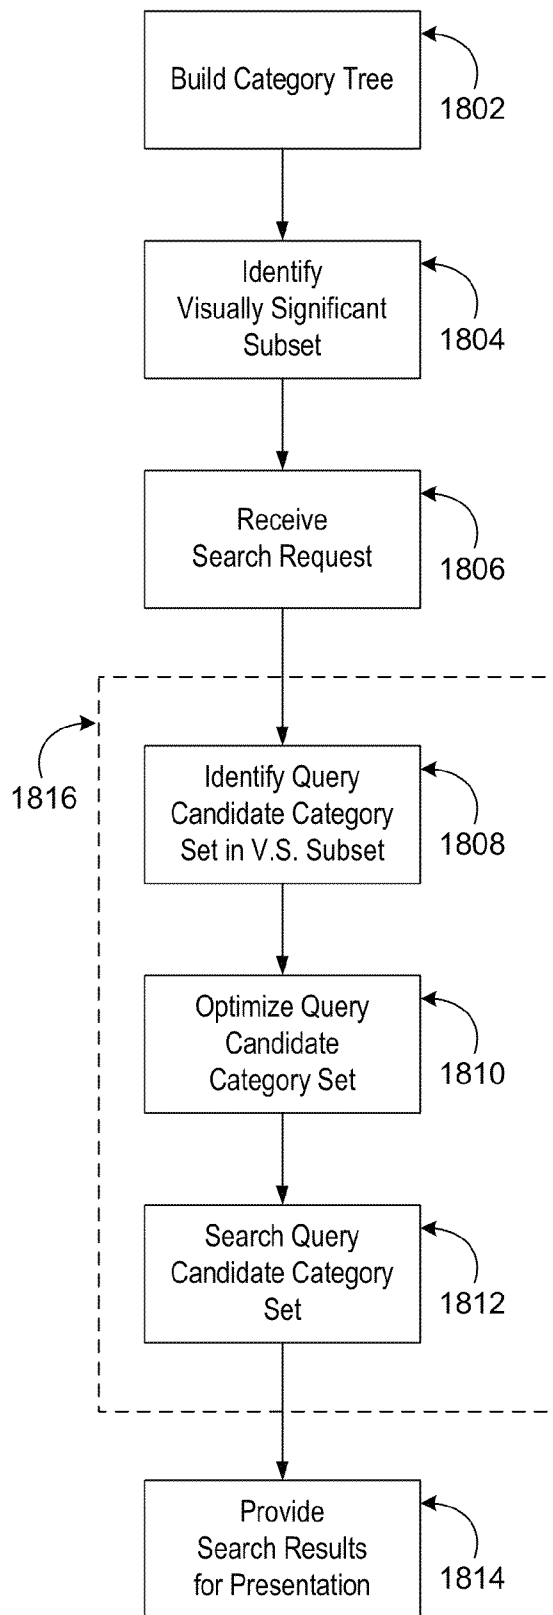 Build Category Tree
1802
Identify
Visually Significant
Subset
1804
Receive
Search Request
1806
1816
Identify Query
Candidate Category
Set in V.S. Subset
1808
Optimize Query
Candidate
Category Set
1810
Search Query
Candidate Category
Set
1812
Provide
Search Results
for Presentation
1814